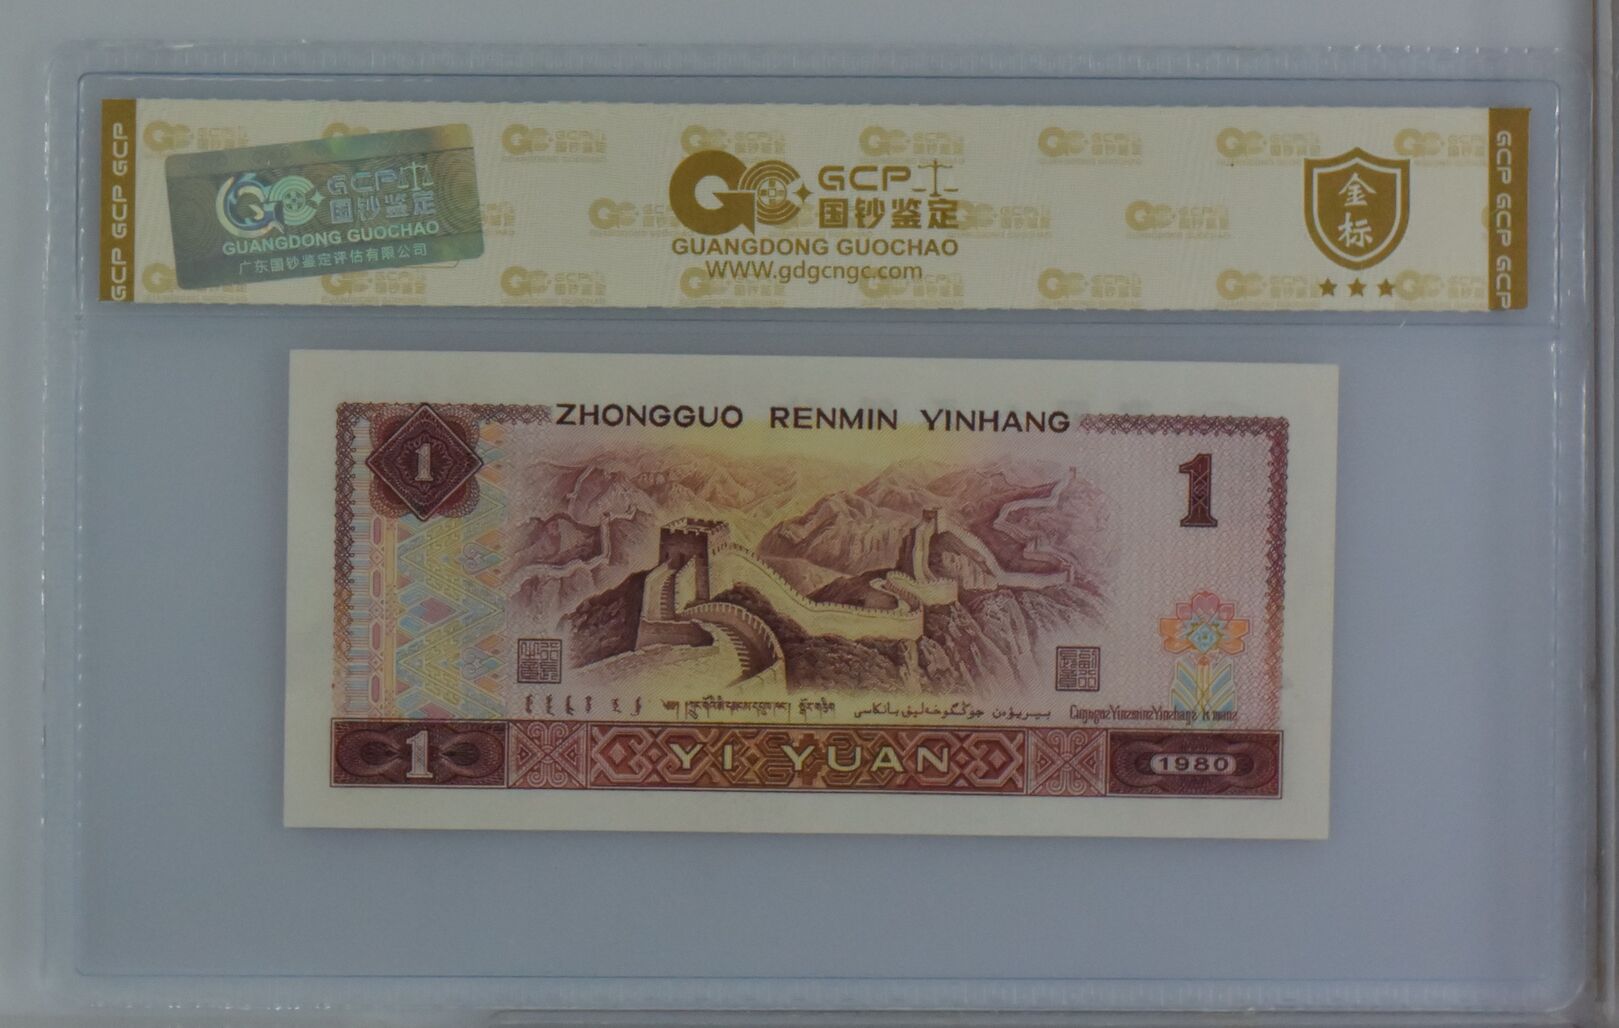 GCP GCP GCP
GCP
国钞鉴定
GUANGDONG GUOCHAO
广东国钞鉴定评估有限公司
GCP
国钞鉴定
GUANGDONG GUOCHAO
WWW.gdgcngc.com
金
标
GCP GCP GCP
ZHONGGUO RENMIN YINHANG
1
1
1
YI YUAN
1980